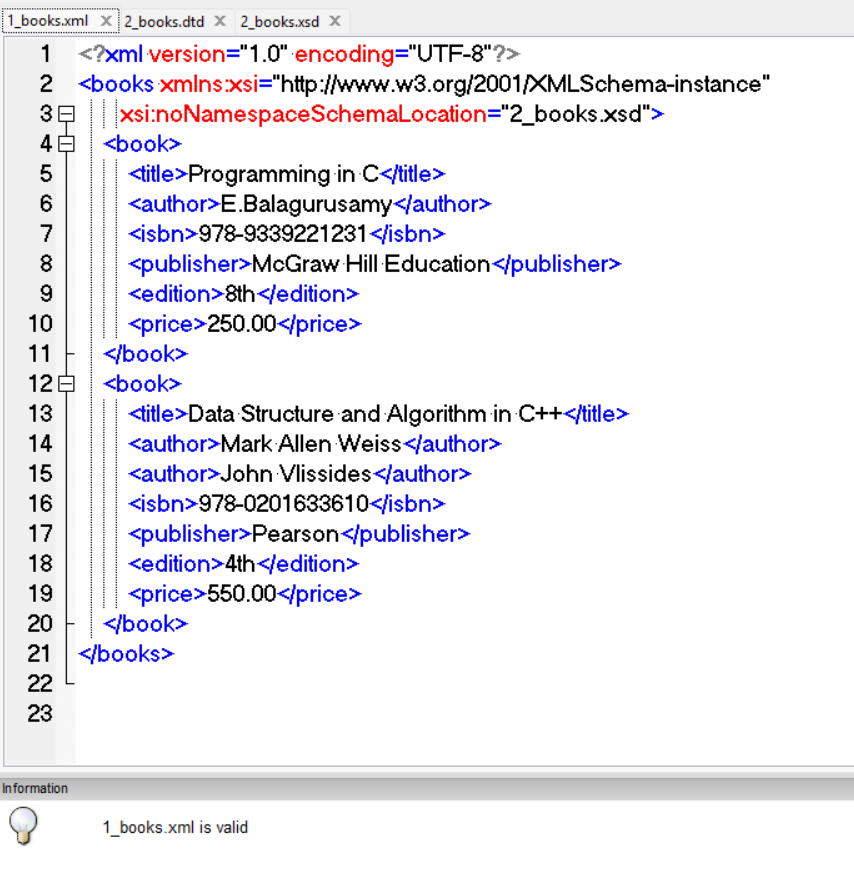 1_books.xml 2_books.dtd 2_books.xsd
1 <?xml version="1.0" encoding="UTF-8"?>
2 <books xmlns:xsi="http://www.w3.org/2001/XMLSchema-instance"
3 xsi:noNamespaceSchemaLocation="2_books.xsd">
4 <book>
5 <title>Programming in C</title>
6 <author>E.Balagurusamy</author>
7 <isbn>978-9339221231</isbn>
8 <publisher>McGraw Hill Education</publisher>
9 <edition>8th</edition>
10 <price>250.00</price>
11 </book>
12 <book>
13 <title>Data Structure and Algorithm in C++</title>
14 <author>Mark Allen Weiss</author>
15 <author>John Vlissides</author>
16 <isbn>978-0201633610</isbn>
17 <publisher>Pearson</publisher>
18 <edition>4th</edition>
19 <price>550.00</price>
20 </book>
21 </books>
22
23
Information
1_books.xml is valid